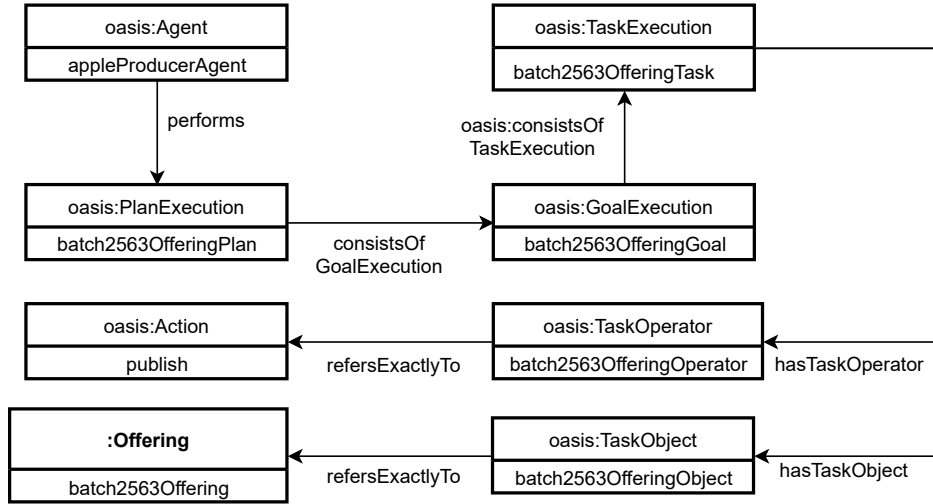 oasis:Agent
appleProducerAgent
oasis:TaskExecution
batch2563OfferingTask
performs
oasis:consistsOf
TaskExecution
oasis:PlanExecution
batch2563OfferingPlan
consistsOf
GoalExecution
oasis:GoalExecution
batch2563OfferingGoal
oasis:Action
publish
refersExactlyTo
oasis:TaskOperator
batch2563OfferingOperator
hasTaskOperator
:Offering
batch2563Offering
refersExactlyTo
oasis:TaskObject
batch2563OfferingObject
hasTaskObject